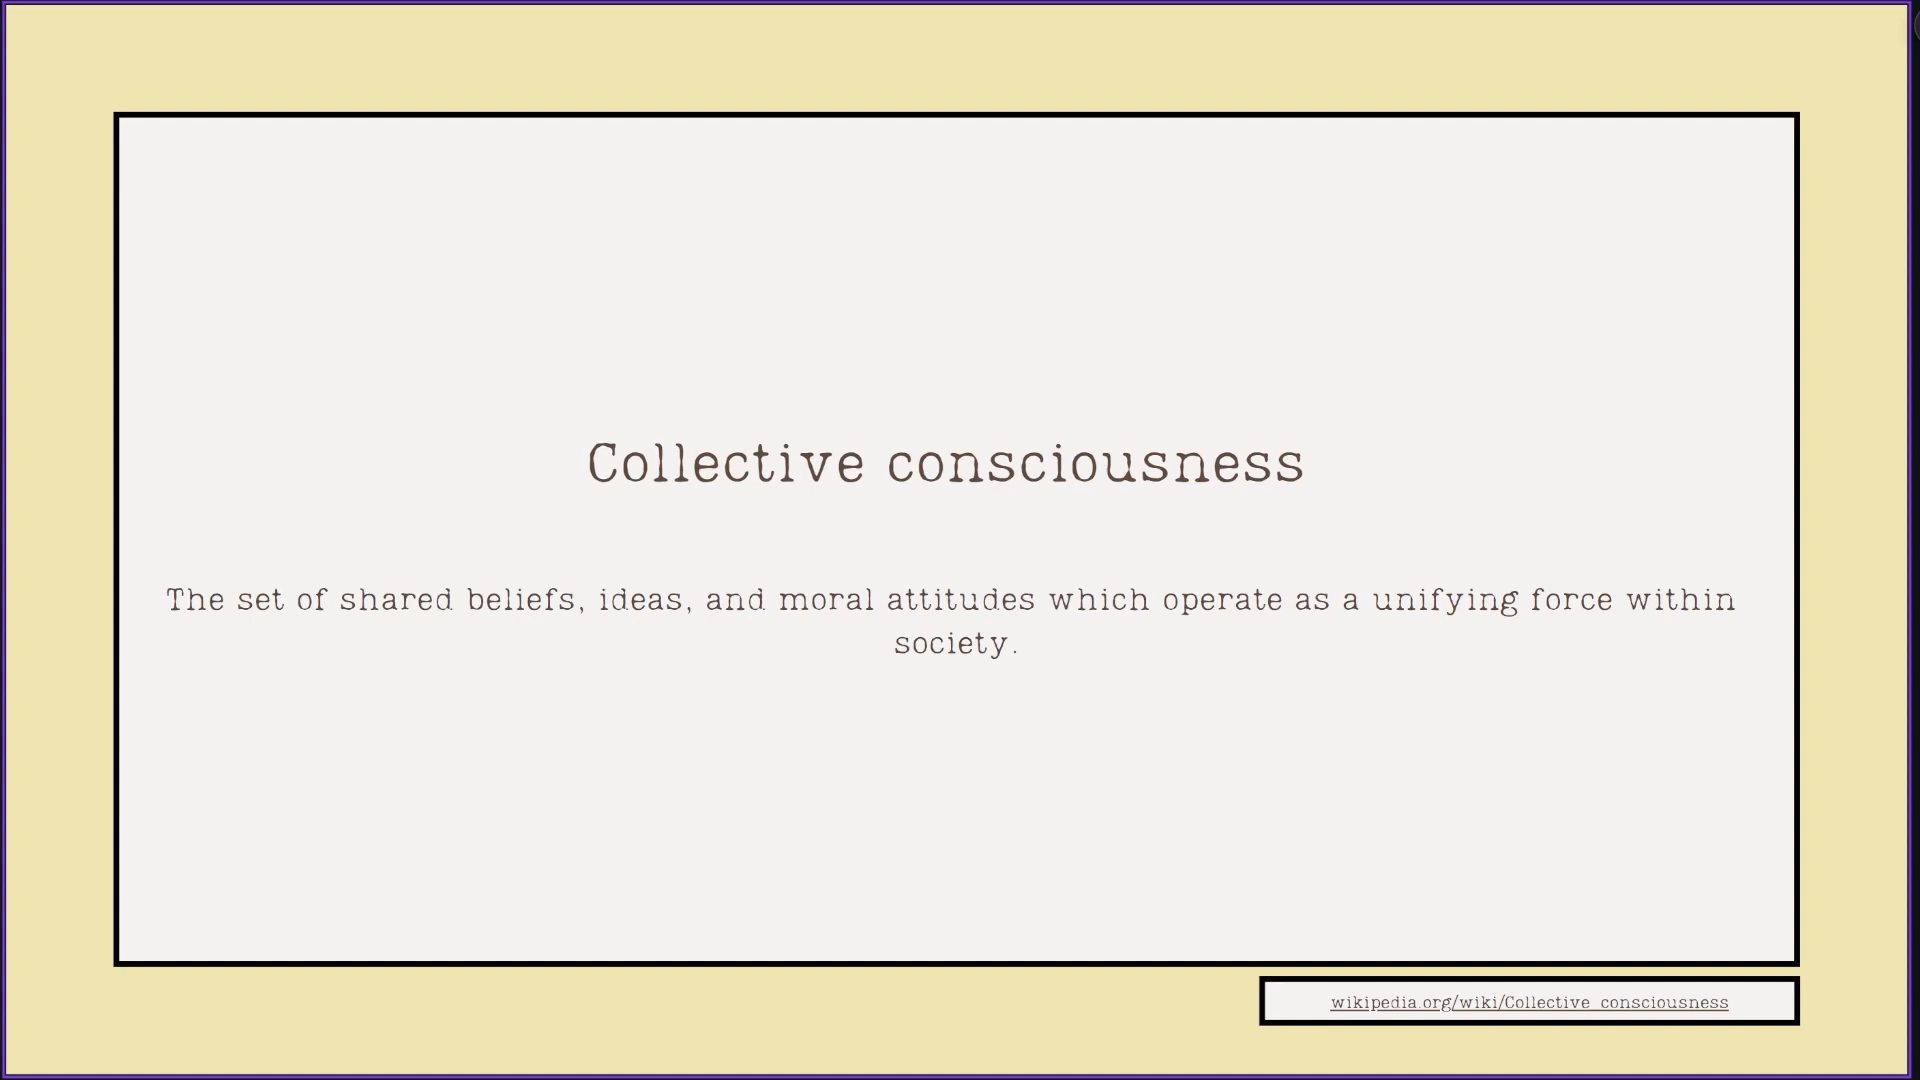 Collective consciousness
The set of shared beliefs, ideas, and moral attitudes which operate as a unifying force within
society.
wikipedia.org/wiki/Collective_consciousness